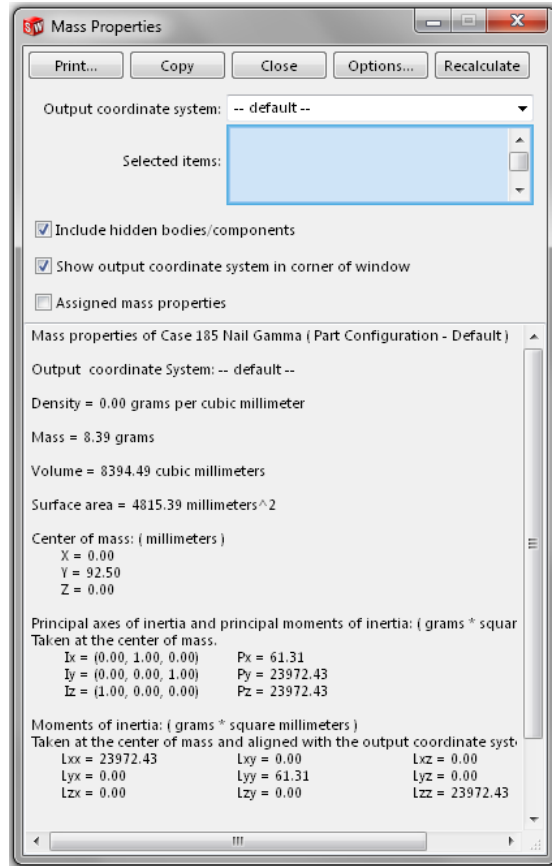 SW Mass Properties
Print... Copy Close Options... Recalculate
Output coordinate system: -- default --
Selected items:
Include hidden bodies/components
Show output coordinate system in corner of window
Assigned mass properties
Mass properties of Case 185 Nail Gamma ( Part Configuration - Default )
Output coordinate System: -- default --
Density = 0.00 grams per cubic millimeter
Mass = 8.39 grams
Volume = 8394.49 cubic millimeters
Surface area = 4815.39 millimeters^2
Center of mass: ( millimeters )
X = 0.00
Y = 92.50
Z = 0.00
Principal axes of inertia and principal moments of inertia: ( grams * squar
Taken at the center of mass.
Ix = (0.00, 1.00, 0.00) Px = 61.31
Iy = (0.00, 0.00, 1.00) Py = 23972.43
Iz = (1.00, 0.00, 0.00) Pz = 23972.43
Moments of inertia: ( grams * square millimeters )
Taken at the center of mass and aligned with the output coordinate syst
Lxx = 23972.43 Lxy = 0.00 Lxz = 0.00
Lyx = 0.00 Lyy = 61.31 Lyz = 0.00
Lzx = 0.00 Lzy = 0.00 Lzz = 23972.43